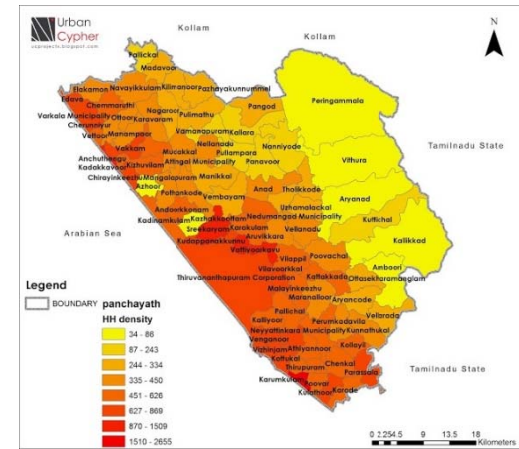 Urban
Cypher
ucprojects.blogspot.com
Kollam
Kollam
N
Pallickal
Madavoor
Elakamon Navayikkulam Kilimanoor Pazhayakunnummel
Edava
Chemmaruthi
Varkala Municipality Ottoor Nagaroor Karavaram Pulimathu
Cherunniyur
Vettoor Manampoor
Vamanapuram Kallara
Pangod
Peringammala
Nellanadu
Vakkam
Mudakkal Pullampara
Nanniyode
Anchuthengu
Kadakkavoor Kizhuvilam Attingal Municipality Panavoor
Chirayinkeezhu Mangalapuram Manikkal
Vithura
Tamilnadu State
Azhoor
Pothankode Vembayam
Anad Tholikkode
Aryanad
Andoorkkonam
Kadinamkulam Kazhakkoottam
Uzhamalackal
Nedumangad Municipality
Kuttichal
Sreekaryam Karakulam
Aruvikkara
Vellanadu
Kallikkad
Arabian Sea
Kudappanakkunnu
Vattiyoorkavu
Vilappil Poovachal
Amboori
Vilavoorkkal
Kattakkada
Ottasekharamangalam
Thiruvananthapuram Corporation
Malayinkeezhu
Maranalloor Aryancode
Pallichal
Vellarada
Kalliyoor
Perumkadavila
Neyyattinkara Municipality Kunnathukal
Venganoor
Vizhinjam Athiyannoor
Kollayil
Kottukal
Chenkal
Thirupuram
Parassala
Karumkulam Poovar
Karode
Kulathoor
Tamilnadu State
Legend
BOUNDARY panchayath
HH density
34 - 86
87 - 243
244 - 334
335 - 450
451 - 626
627 - 869
870 - 1509
1510 - 2655
0 2.25 4.5 9 13.5 18
Kilometers